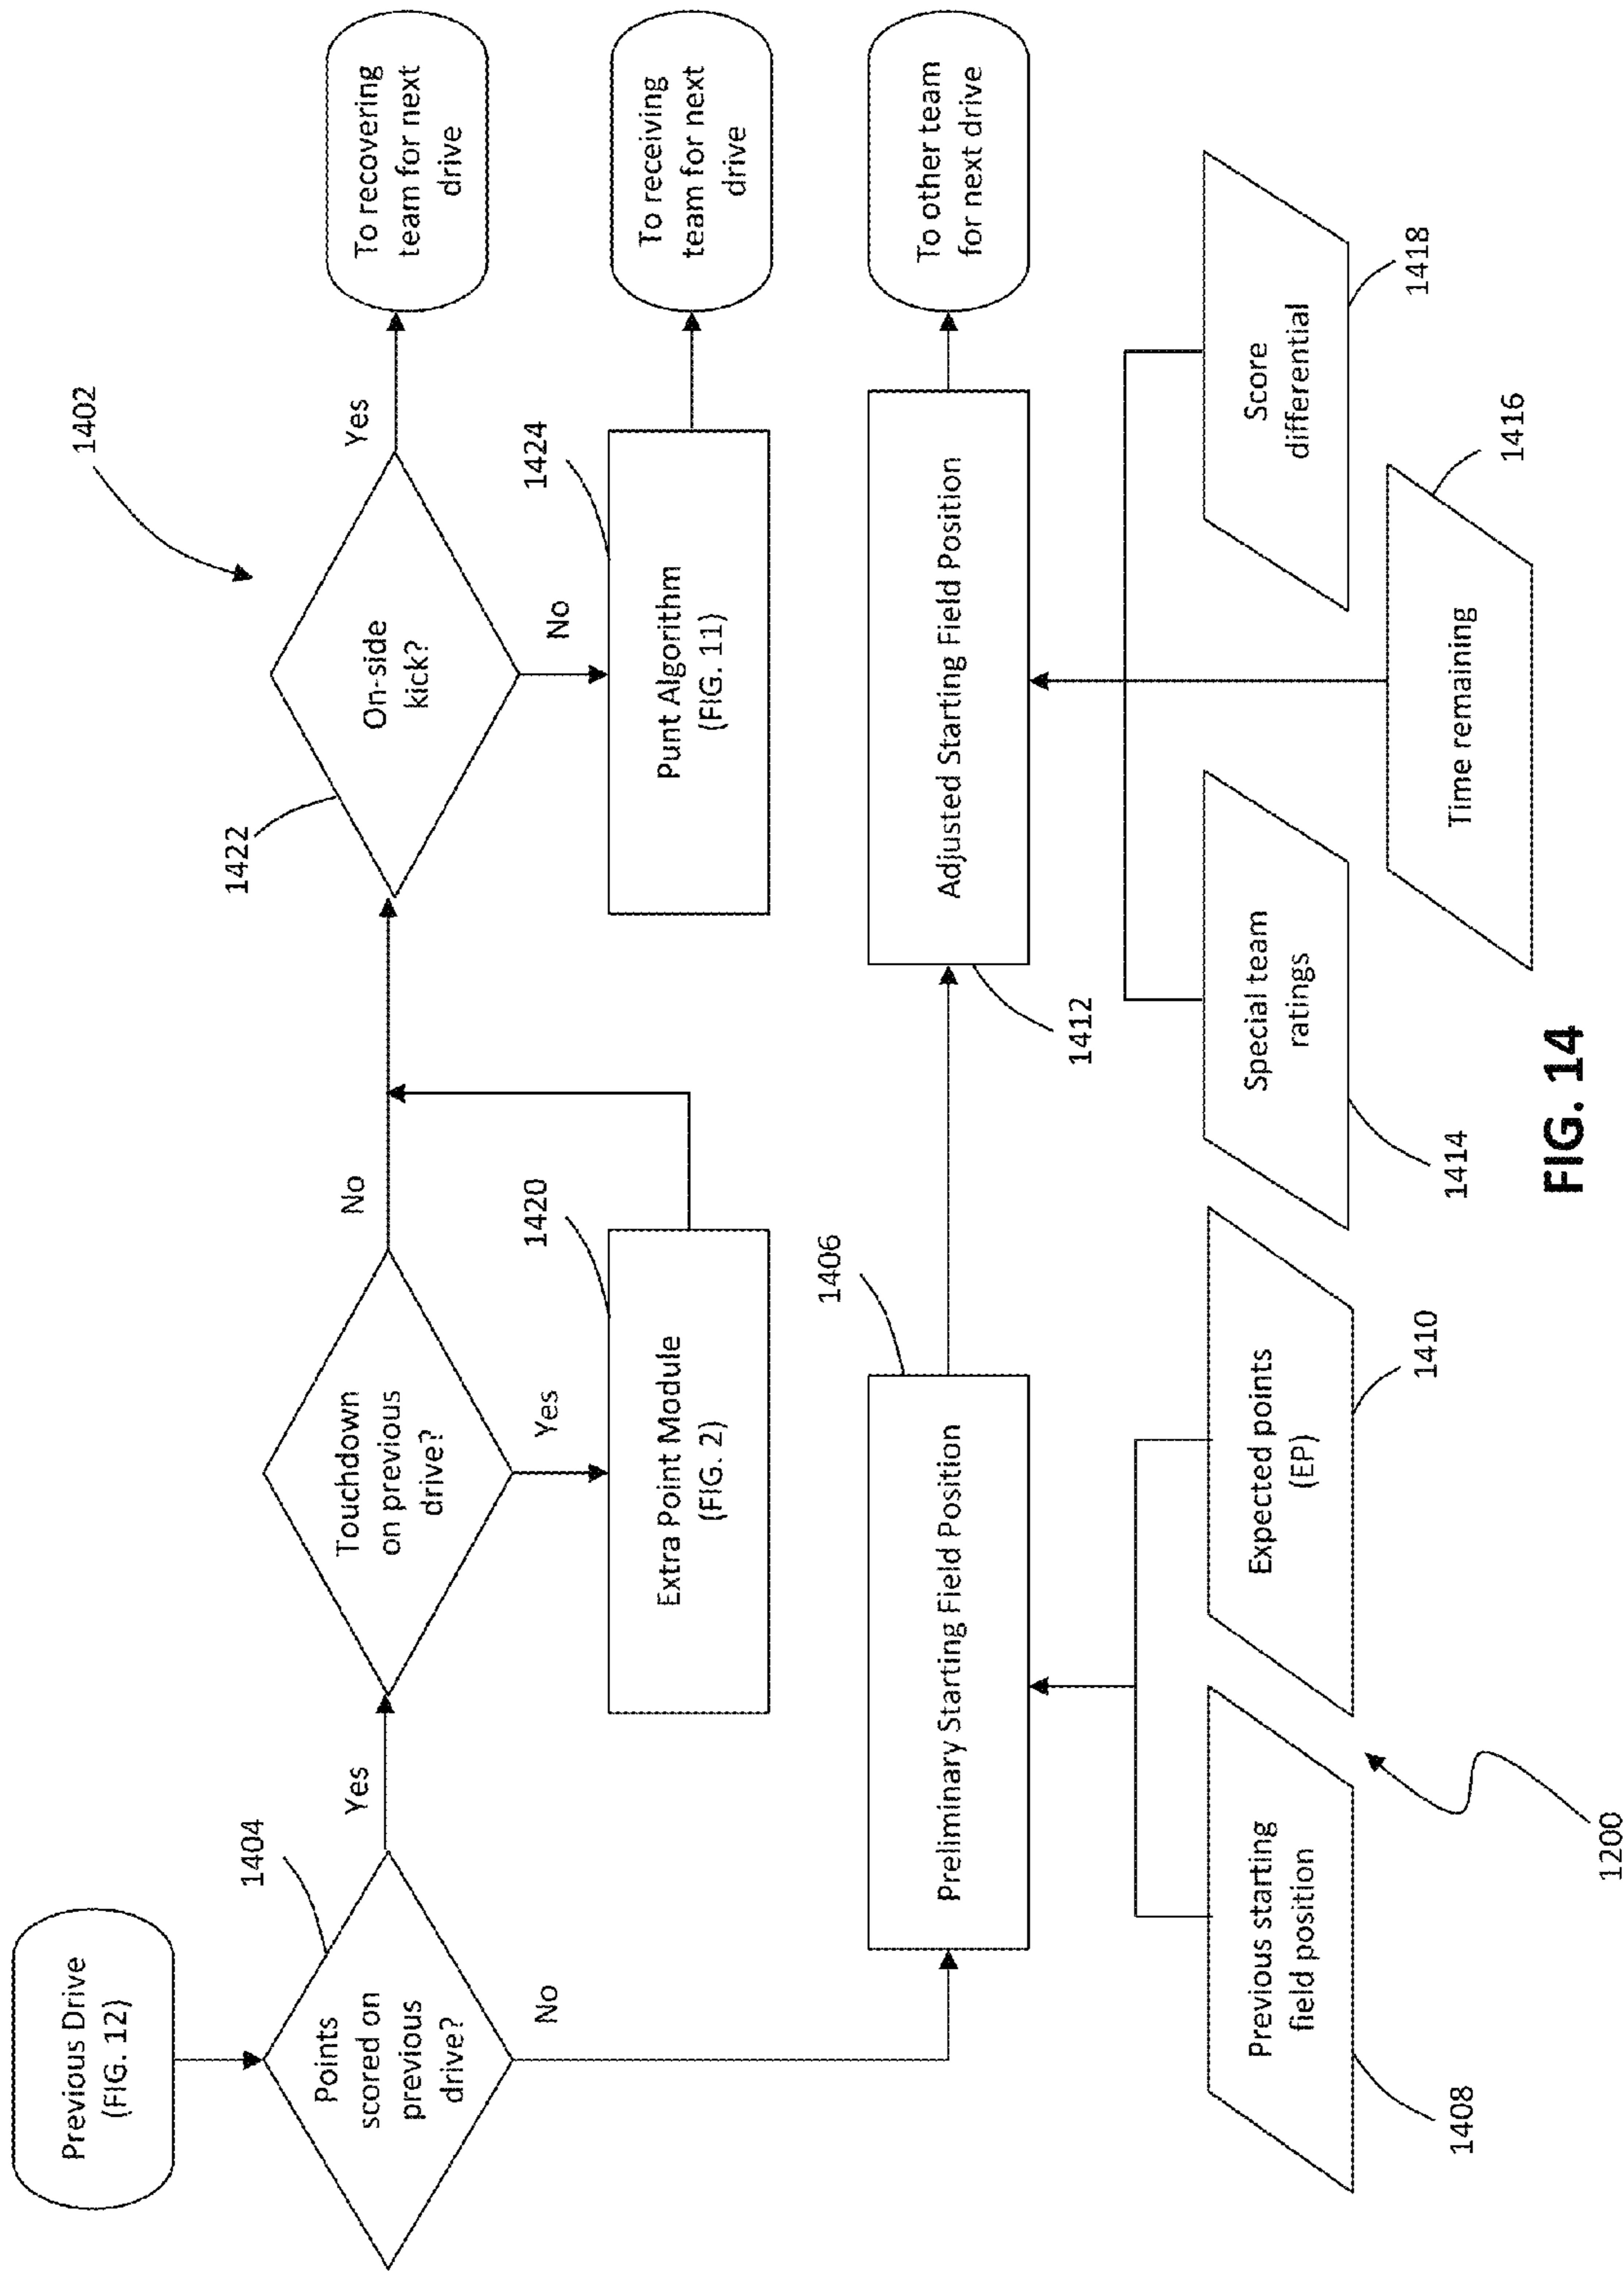 Previous Drive
(FIG. 12)
1404
Points
scored on
previous
drive?
Yes
No
Touchdown
on previous
drive?
No
Yes
1420
Extra Point Module
(FIG. 2)
1422
On-side
kick?
1402
Yes
No
1424
Punt Algorithm
(FIG. 11)
To recovering
team for next
drive
To receiving
team for next
drive
1406
Preliminary Starting Field Position
Adjusted Starting Field Position
1412
To other team
for next drive
Previous starting
field position
1408
Expected points
(EP)
1410
1200
Special team
ratings
1414
Time remaining
1416
Score
differential
1418
FIG. 14